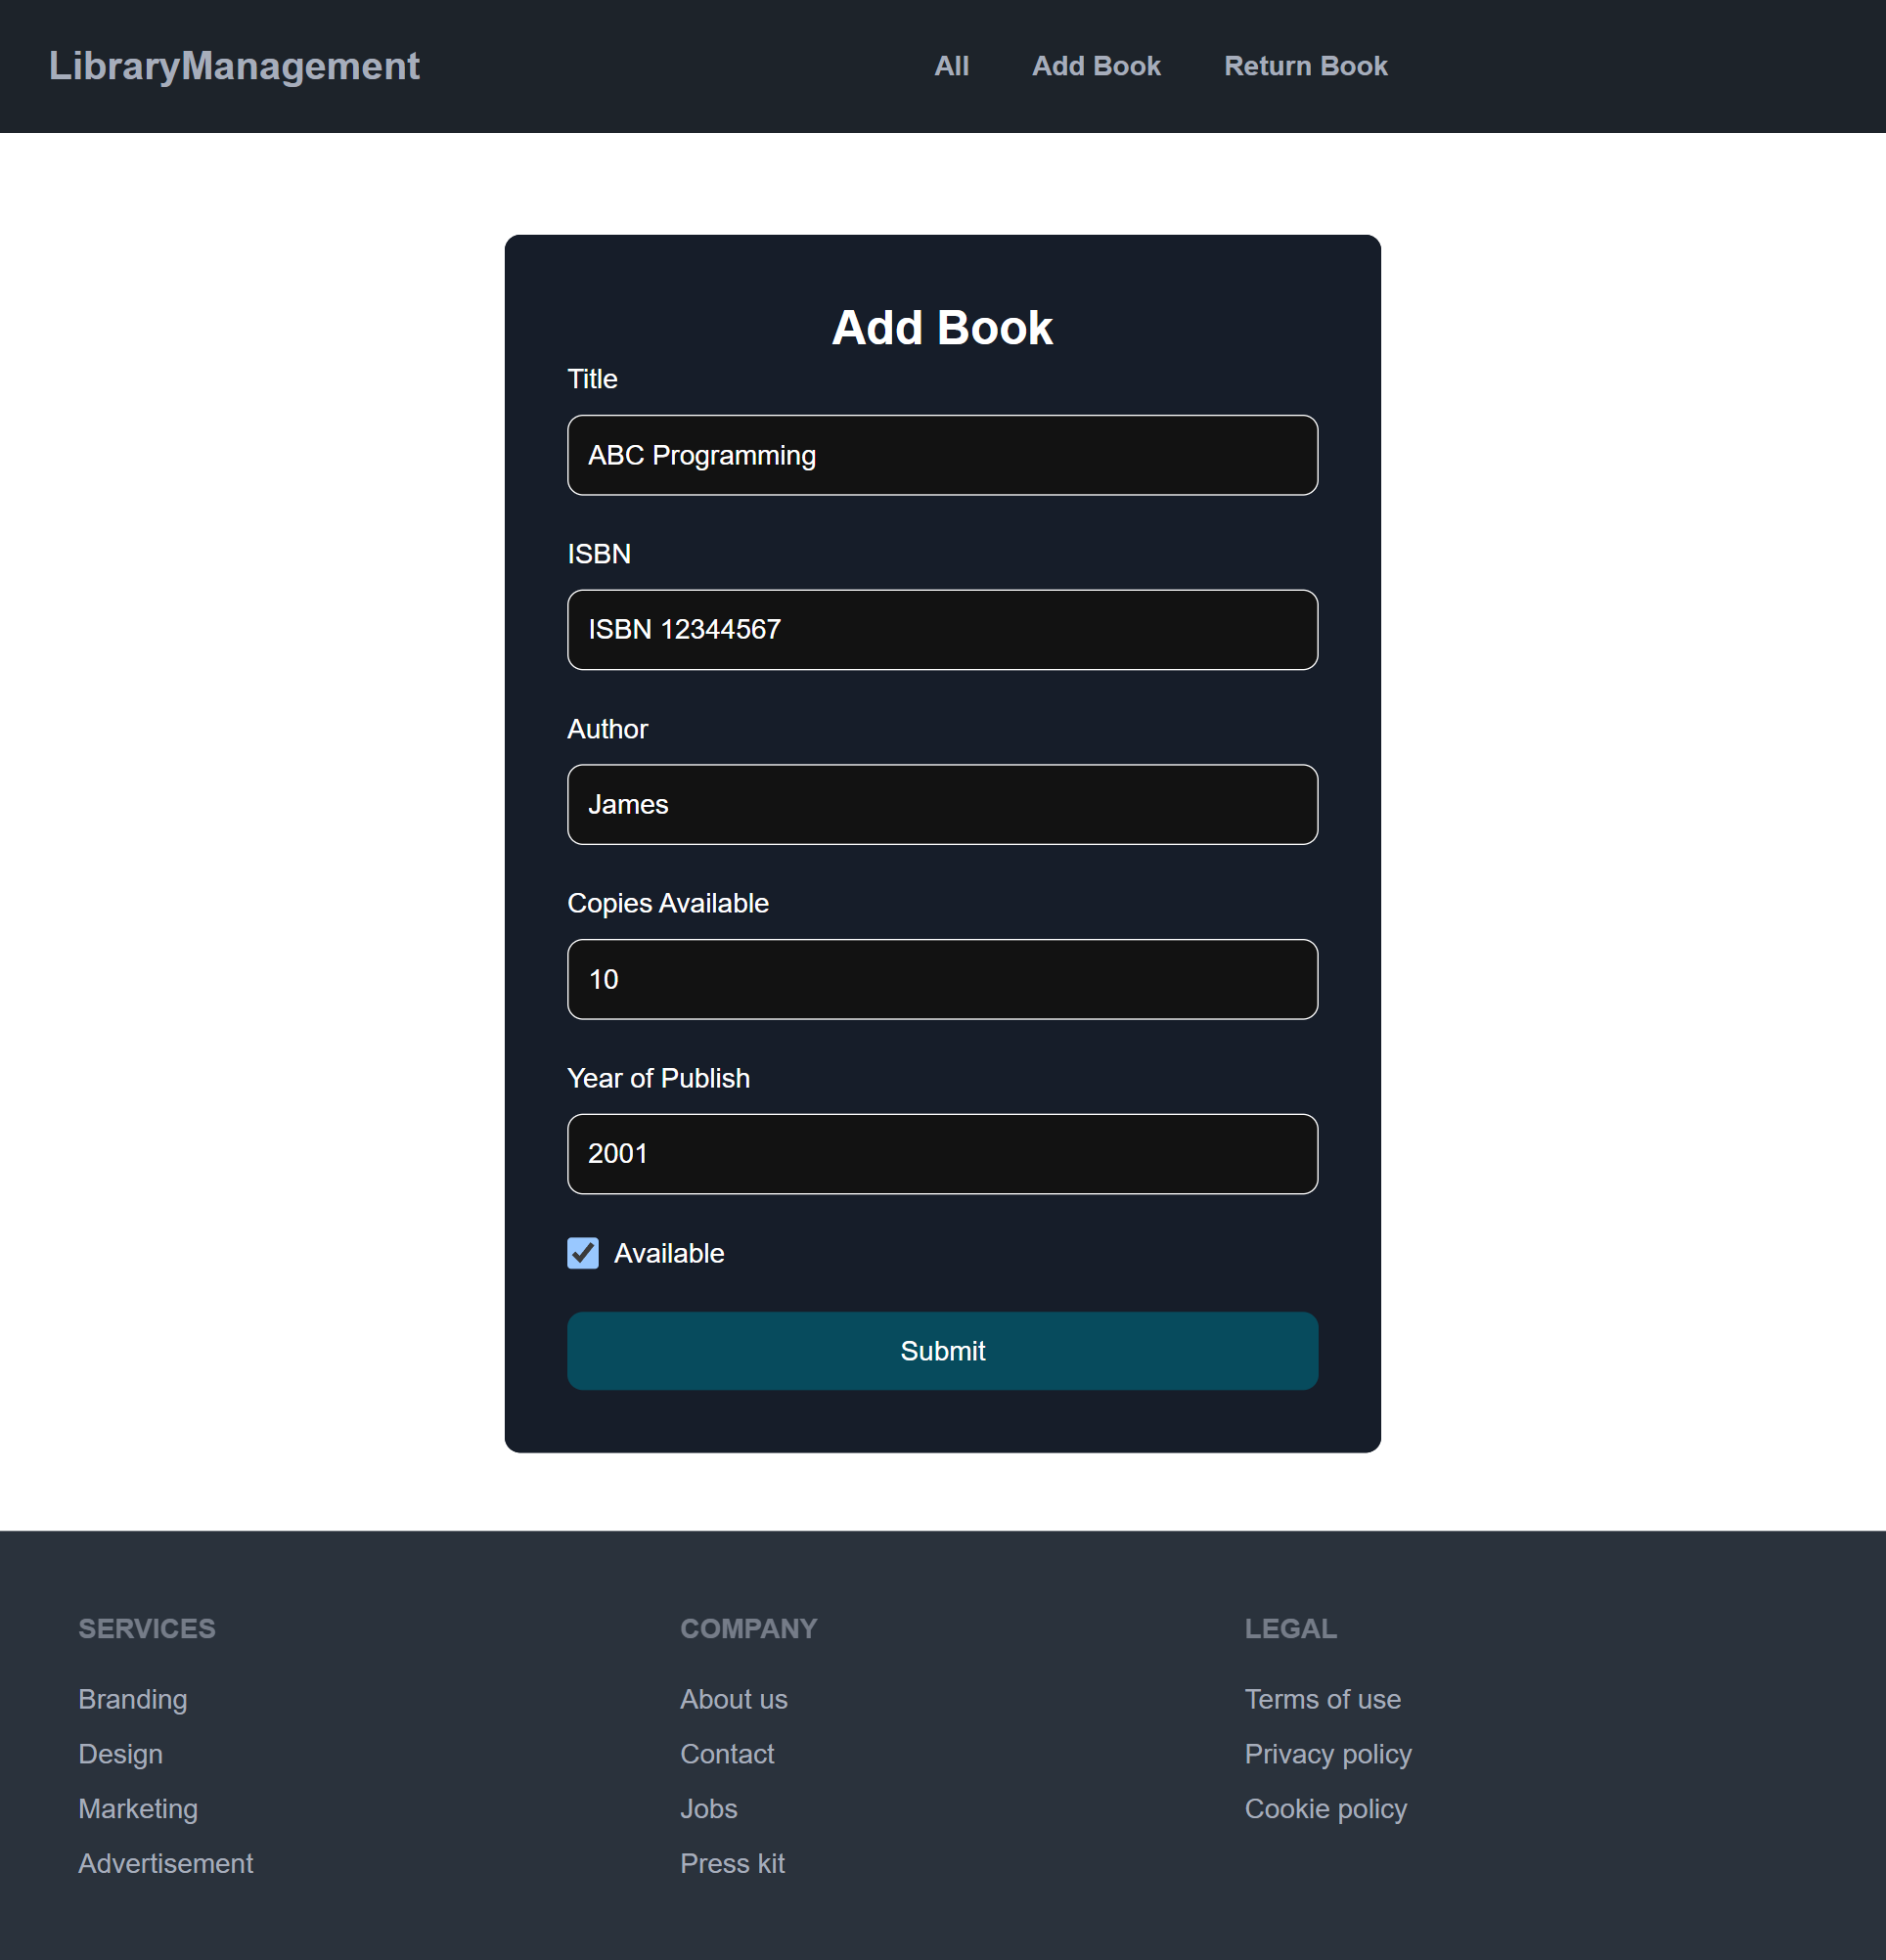 LibraryManagement
All Add Book Return Book
Add Book
Title
ABC Programming
ISBN
ISBN 12344567
Author
James
Copies Available
10
Year of Publish
2001
Available
Submit
SERVICES
Branding
Design
Marketing
Advertisement
COMPANY
About us
Contact
Jobs
Press kit
LEGAL
Terms of use
Privacy policy
Cookie policy